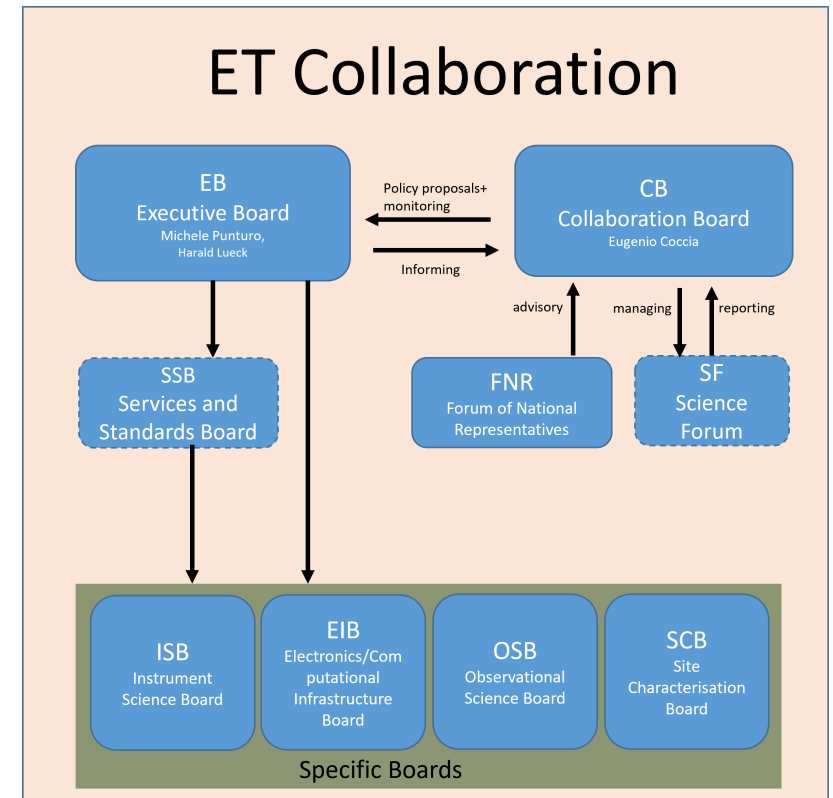 ET Collaboration
EB
Executive Board
Michele Punturo,
Harald Lueck
Policy proposals+
monitoring
Informing
CB
Collaboration Board
Eugenio Coccia
advisory
managing
reporting
SSB
Services and
Standards Board
FNR
Forum of National
Representatives
SF
Science
Forum
ISB
Instrument
Science Board
EIB
Electronics/Com
putational
Infrastructure
Board
OSB
Observational
Science Board
SCB
Site
Characterisation
Board
Specific Boards